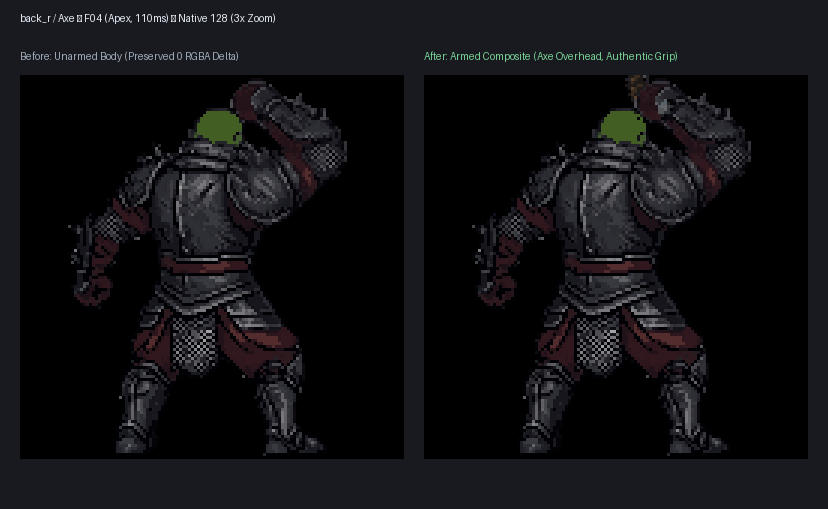 back_r / Axe ▯ F04 (Apex, 110ms) ▯ Native 128 (3x Zoom)
Before: Unarmed Body (Preserved 0 RGBA Delta)
After: Armed Composite (Axe Overhead, Authentic Grip)